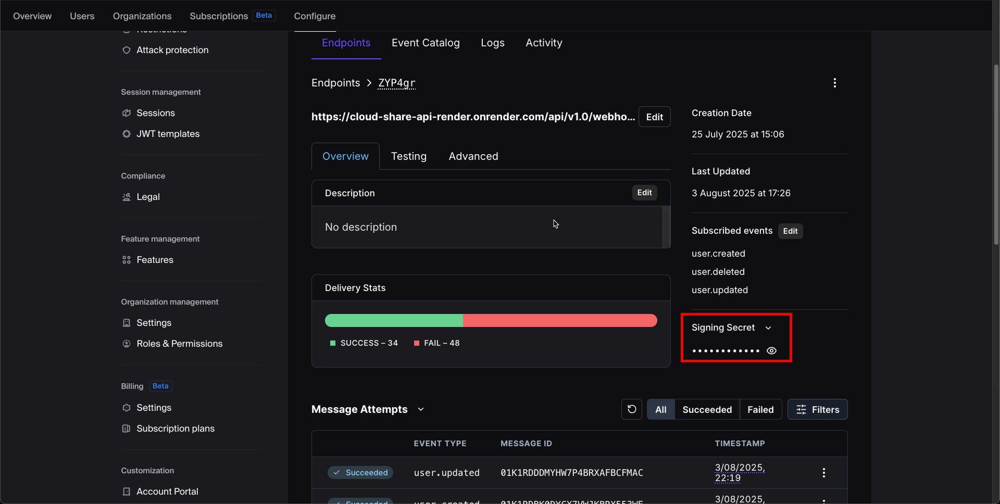 Overview
Users
Organizations
Subscriptions Beta
Configure
Restrictions
Attack protection
Session management
Sessions
JWT templates
Compliance
Legal
Feature management
Features
Organization management
Settings
Roles & Permissions
Billing Beta
Settings
Subscription plans
Customization
Account Portal
Endpoints
Event Catalog
Logs
Activity
Endpoints > ZYP4gr
https://cloud-share-api-render.onrender.com/api/v1.0/webho... Edit
Overview
Testing
Advanced
Description Edit
No description
Delivery Stats
SUCCESS – 34
FAIL – 48
Creation Date
25 July 2025 at 15:06
Last Updated
3 August 2025 at 17:26
Subscribed events Edit
user.created
user.deleted
user.updated
Signing Secret
••••••••••••
Message Attempts
All
Succeeded
Failed
Filters
EVENT TYPE MESSAGE ID TIMESTAMP
Succeeded user.updated 01K1RDDDMYHW7P4BRXAFBCFMAC 3/08/2025,
22:19
Succeeded user.created 3/08/2025,